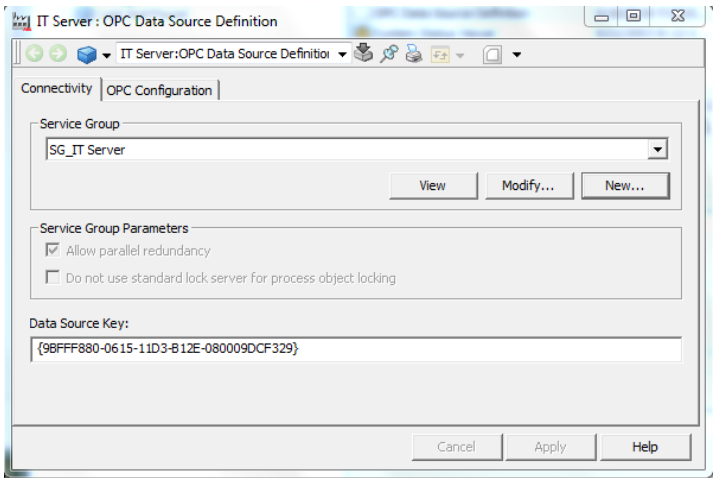 IT Server : OPC Data Source Definition
IT Server:OPC Data Source Definitior
Connectivity
OPC Configuration
Service Group
SG_IT Server
View
Modify...
New...
Service Group Parameters
Allow parallel redundancy
Do not use standard lock server for process object locking
Data Source Key:
{9BFFF880-0615-11D3-B12E-080009DCF329}
Cancel
Apply
Help